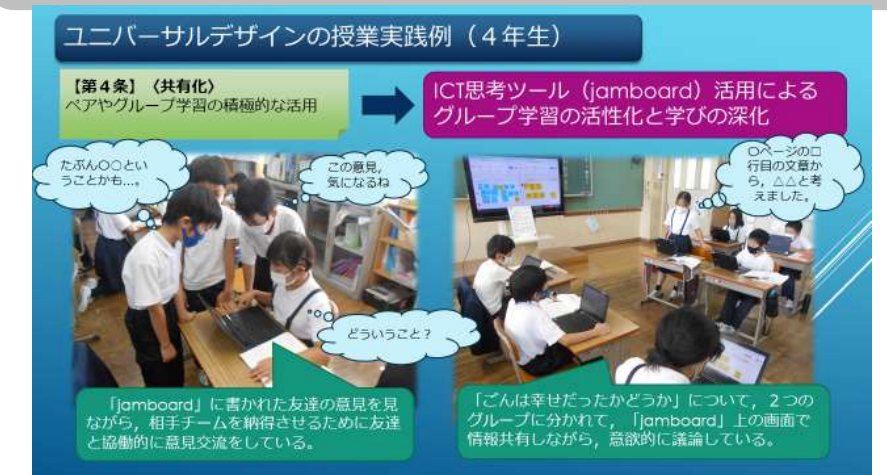 ユニバーサルデザインの授業実践例（４年生）
【第４条】〈共有化〉
ペアやグループ学習の積極的な活用
ICT思考ツール（jamboard）活用による
グループ学習の活性化と学びの深化
たぶん〇〇とい
うことかも…。
この意見，
気になるね
どういうこと？
〇ページの□
行目の文章か
ら，△△と考
えました。
「jamboard」に書かれた友達の意見を見
ながら，相手チームを納得させるために友達
と協働的に意見交流をしている。
「ごんは幸せだったかどうか」について，２つの
グループに分かれて，「jamboard」上の画面で
情報共有しながら，意欲的に議論している。